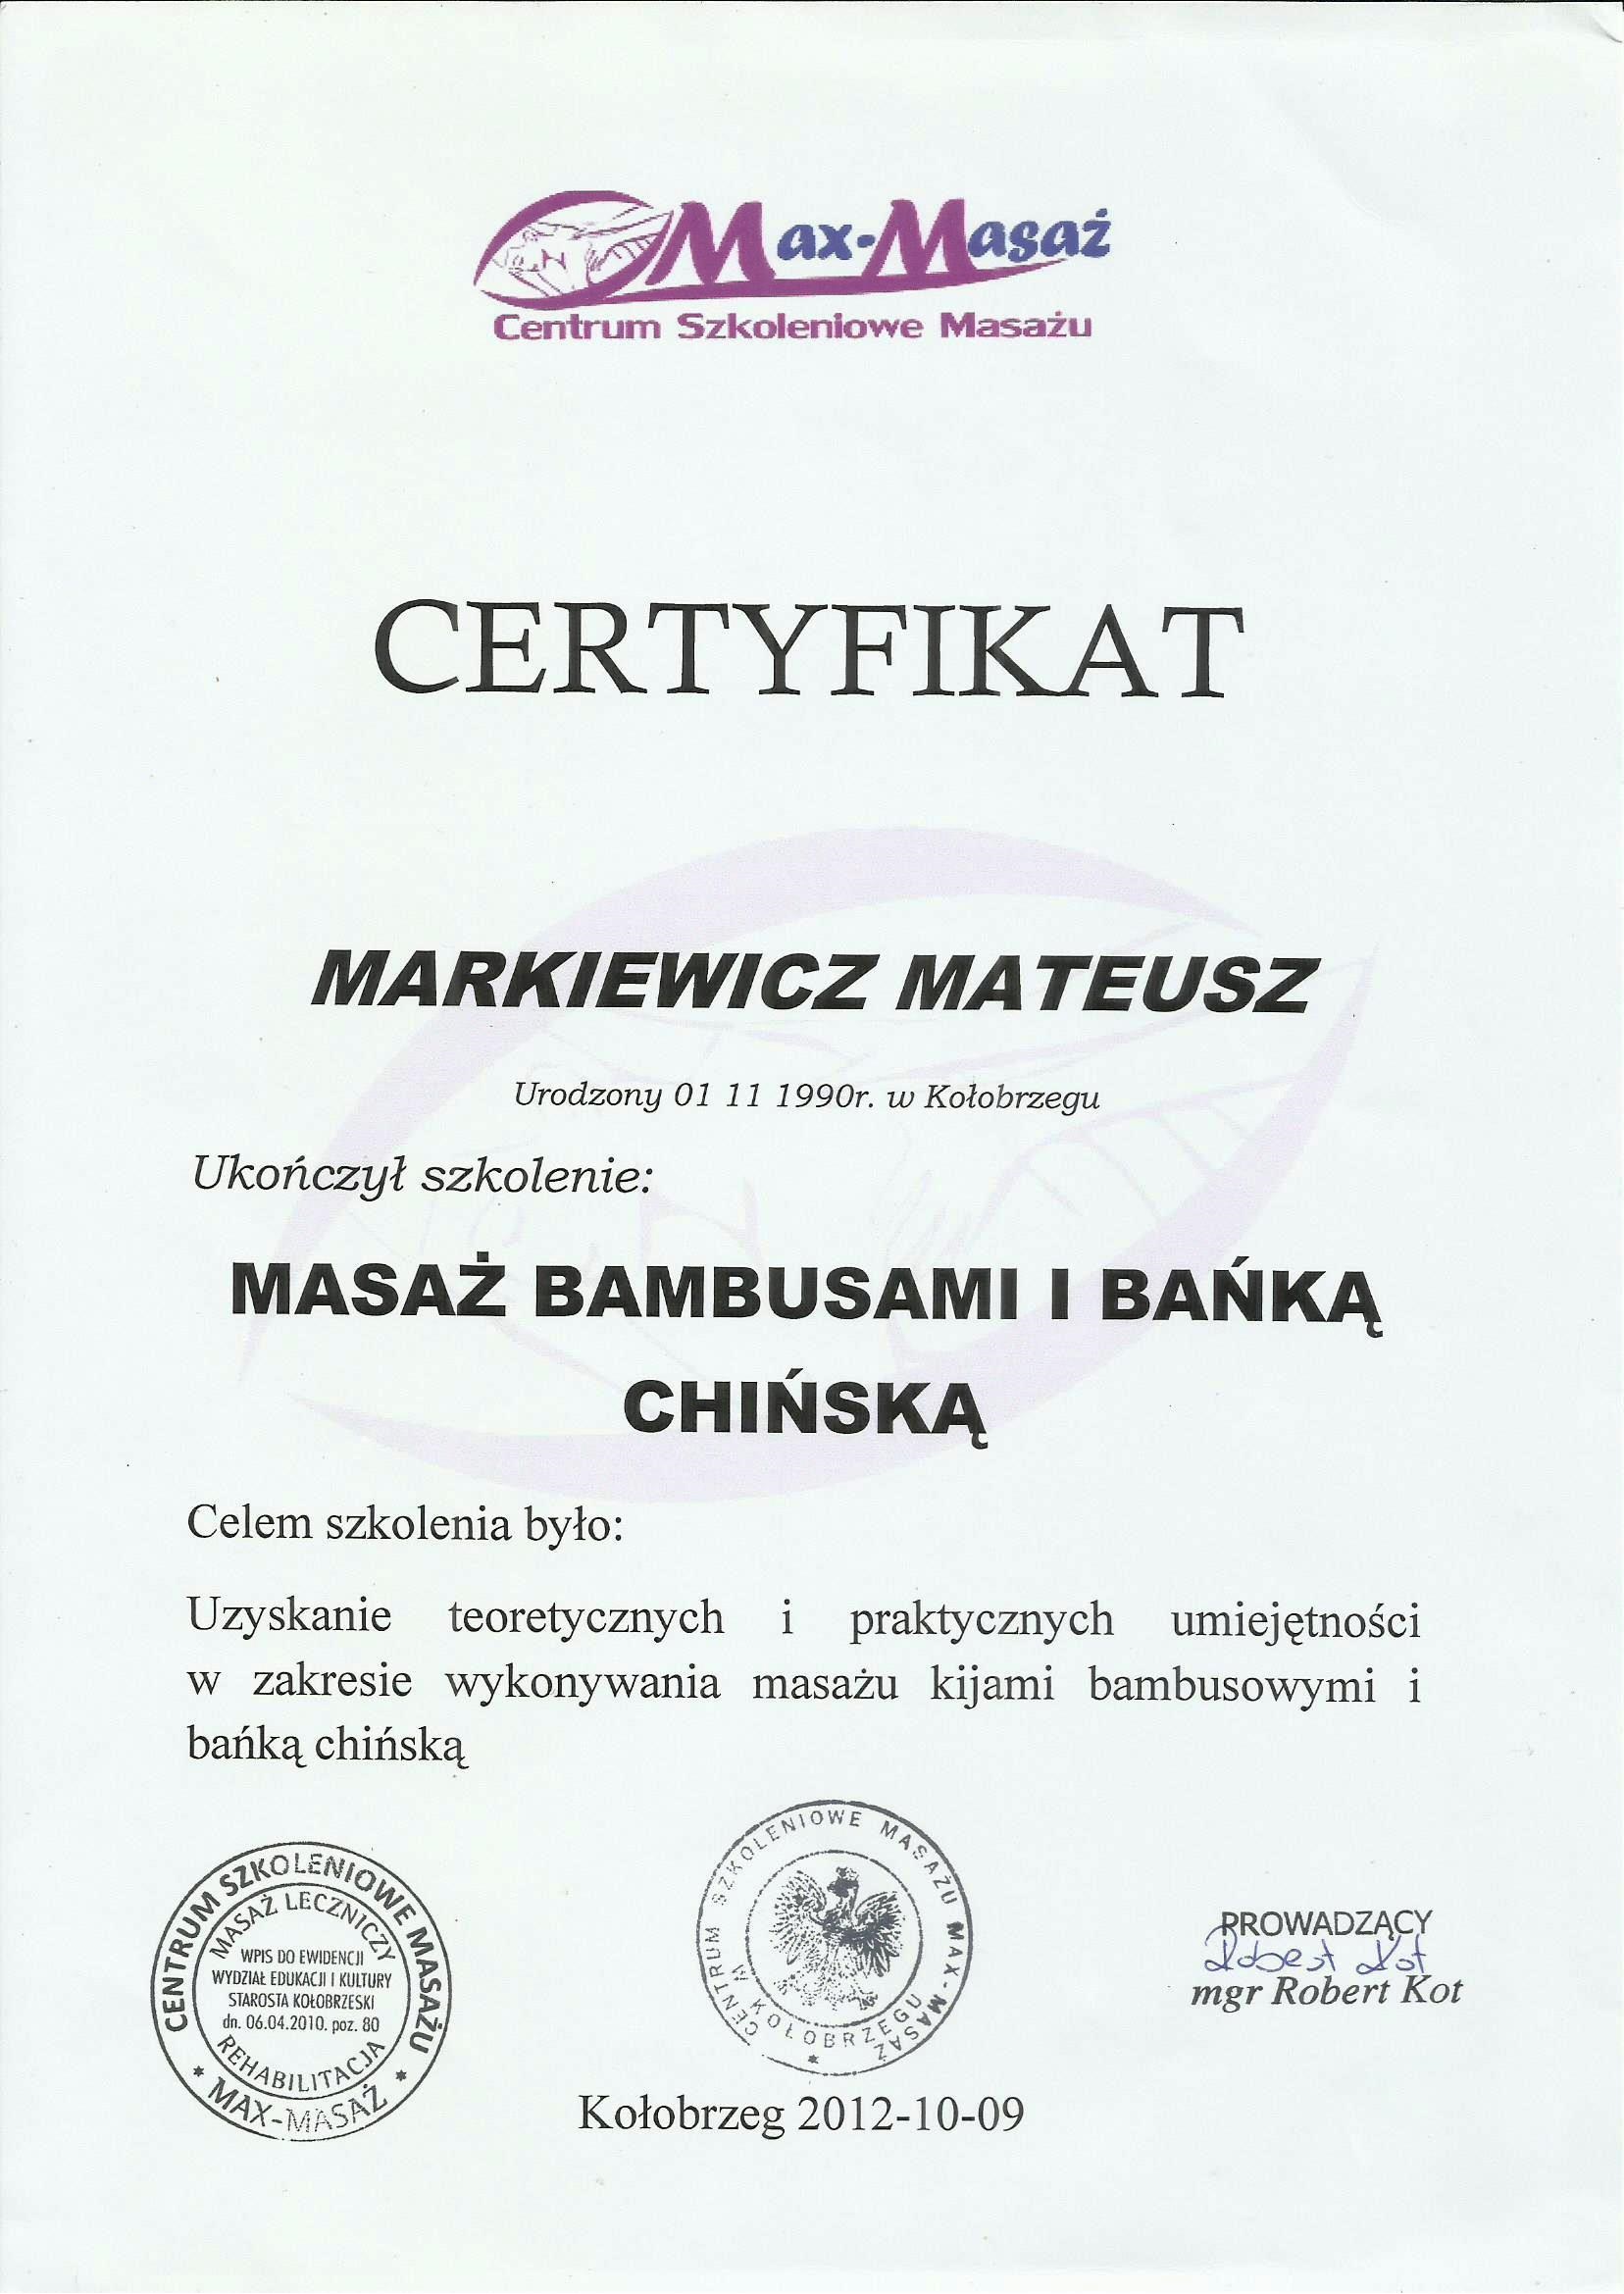 Max-Masaż
Centrum Szkoleniowe Masażu
CERTYFIKAT
MARKIEWICZ MATEUSZ
Urodzony 01 11 1990r. w Kołobrzegu
Ukończył szkolenie:
MASAŻ BAMBUSAMI I BAŃKĄ
CHIŃSKĄ
Celem szkolenia było:
Uzyskanie teoretycznych i praktycznych umiejętności
w zakresie wykonywania masażu kijami bambusowymi i
bańką chińską
CENTRUM SZKOLENIOWE MASAŻU
* MAX-MASAŻ *
MASAŻ LECZNICZY
WPIS DO EWIDENCJI
WYDZIAŁ EDUKACJI I KULTURY
STAROSTA KOŁOBRZESKI
dn. 06.04.2010. poz. 80
REHABILITACJA
CENTRUM SZKOLENIOWE MASAŻU MAX-MASAŻ
W KOŁOBRZEGU
*
PROWADZĄCY
Robert Kot
mgr Robert Kot
Kołobrzeg 2012-10-09